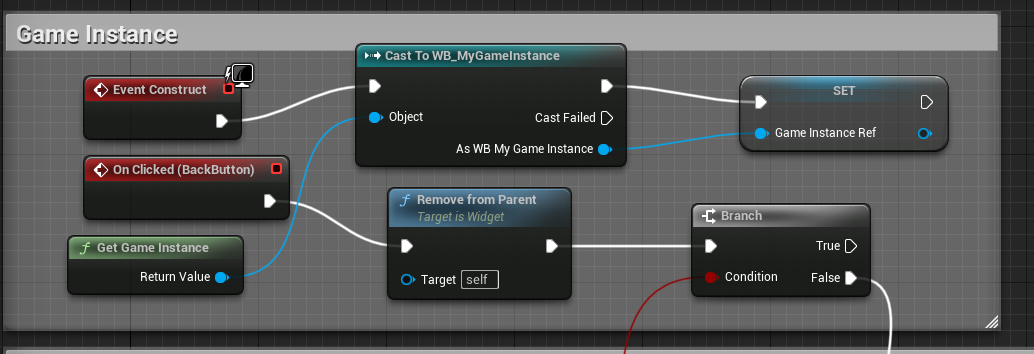 Game Instance
Event Construct
Cast To WB_MyGameInstance
Object
Cast Failed
As WB My Game Instance
SET
Game Instance Ref
On Clicked (BackButton)
Get Game Instance
Return Value
Remove from Parent
Target is Widget
Target self
Branch
True
Condition
False